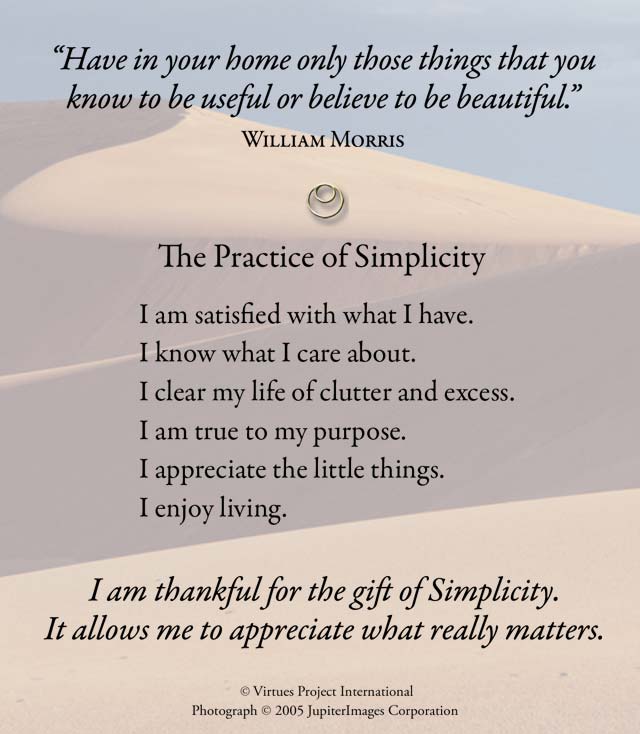 “Have in your home only those things that you
know to be useful or believe to be beautiful.”
William Morris
The Practice of Simplicity
I am satisfied with what I have.
I know what I care about.
I clear my life of clutter and excess.
I am true to my purpose.
I appreciate the little things.
I enjoy living.
I am thankful for the gift of Simplicity.
It allows me to appreciate what really matters.
© Virtues Project International
Photograph © 2005 JupiterImages Corporation